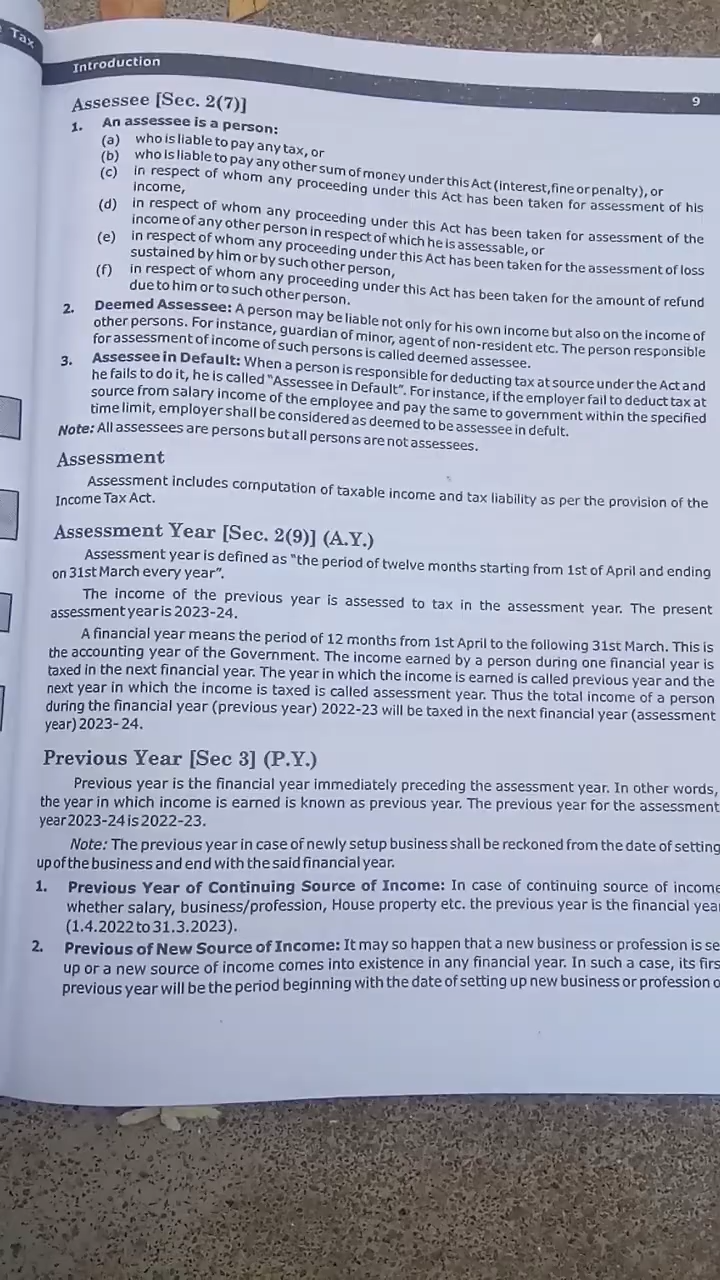 Tax
Introduction
9
Assessee [Sec. 2(7)]
1. An assessee is a person:
(a) who is liable to pay any tax, or
(b) who is liable to pay any other sum of money under this Act (interest, fine or penalty), or
(c) in respect of whom any proceeding under this Act has been taken for assessment of his
income,
(d) in respect of whom any proceeding under this Act has been taken for assessment of the
income of any other person in respect of which he is assessable, or
(e) in respect of whom any proceeding under this Act has been taken for the assessment of loss
sustained by him or by such other person,
(f) in respect of whom any proceeding under this Act has been taken for the amount of refund
due to him or to such other person.
2. Deemed Assessee: A person may be liable not only for his own income but also on the income of
other persons. For instance, guardian of minor, agent of non-resident etc. The person responsible
for assessment of income of such persons is called deemed assessee.
3. Assessee in Default: When a person is responsible for deducting tax at source under the Act and
he fails to do it, he is called "Assessee in Default". For instance, if the employer fail to deduct tax at
source from salary income of the employee and pay the same to government within the specified
time limit, employer shall be considered as deemed to be assessee in defult.
Note: All assessees are persons but all persons are not assessees.
Assessment
Assessment includes computation of taxable income and tax liability as per the provision of the
Income Tax Act.
Assessment Year [Sec. 2(9)] (A.Y.)
Assessment year is defined as "the period of twelve months starting from 1st of April and ending
on 31st March every year".
The income of the previous year is assessed to tax in the assessment year. The present
assessment year is 2023-24.
A financial year means the period of 12 months from 1st April to the following 31st March. This is
the accounting year of the Government. The income earned by a person during one financial year is
taxed in the next financial year. The year in which the income is earned is called previous year and the
next year in which the income is taxed is called assessment year. Thus the total income of a person
during the financial year (previous year) 2022-23 will be taxed in the next financial year (assessment
year) 2023-24.
Previous Year [Sec 3] (P.Y.)
Previous year is the financial year immediately preceding the assessment year. In other words,
the year in which income is earned is known as previous year. The previous year for the assessment
year 2023-24 is 2022-23.
Note: The previous year in case of newly setup business shall be reckoned from the date of setting
up of the business and end with the said financial year.
1. Previous Year of Continuing Source of Income: In case of continuing source of income
whether salary, business/profession, House property etc. the previous year is the financial yea
(1.4.2022 to 31.3.2023).
2. Previous of New Source of Income: It may so happen that a new business or profession is se
up or a new source of income comes into existence in any financial year. In such a case, its firs
previous year will be the period beginning with the date of setting up new business or profession o